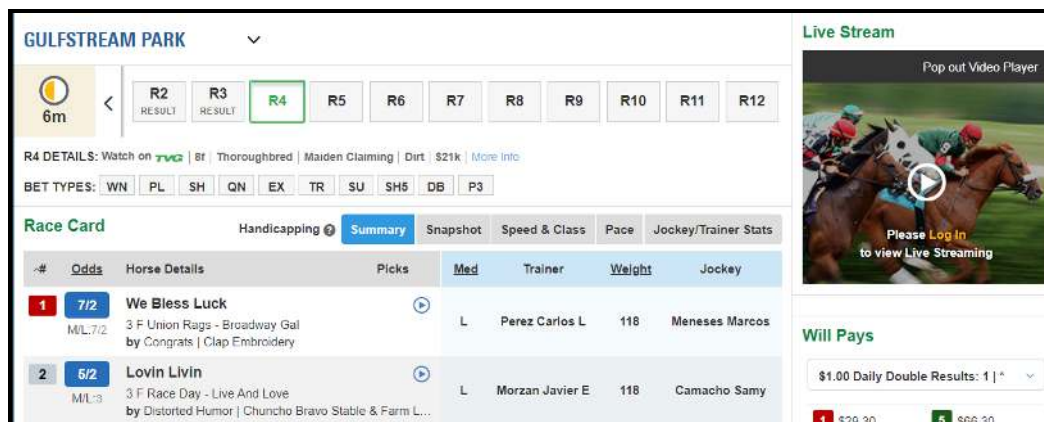 GULFSTREAM PARK
6m
R2 RESULT
R3 RESULT
R4
R5
R6
R7
R8
R9
R10
R11
R12
R4 DETAILS: Watch on TVG | 8f | Thoroughbred | Maiden Claiming | Dirt | $21k | More Info
BET TYPES: WN PL SH QN EX TR SU SH5 DB P3
Race Card
Handicapping ? Summary Snapshot Speed & Class Pace Jockey/Trainer Stats
# Odds Horse Details Picks Med Trainer Weight Jockey
1 7/2 We Bless Luck L Perez Carlos L 118 Meneses Marcos
M/L:7/2 3 F Union Rags - Broadway Gal
by Congrats | Clap Embroidery
2 5/2 Lovin Livin L Morzan Javier E 118 Camacho Samy
M/L:3 3 F Race Day - Live And Love
by Distorted Humor | Chuncho Bravo Stable & Farm L...
Live Stream
Pop out Video Player
Please Log In
to view Live Streaming
Will Pays
$1.00 Daily Double Results: 1 | ^
1 $29.30 5 $66.30